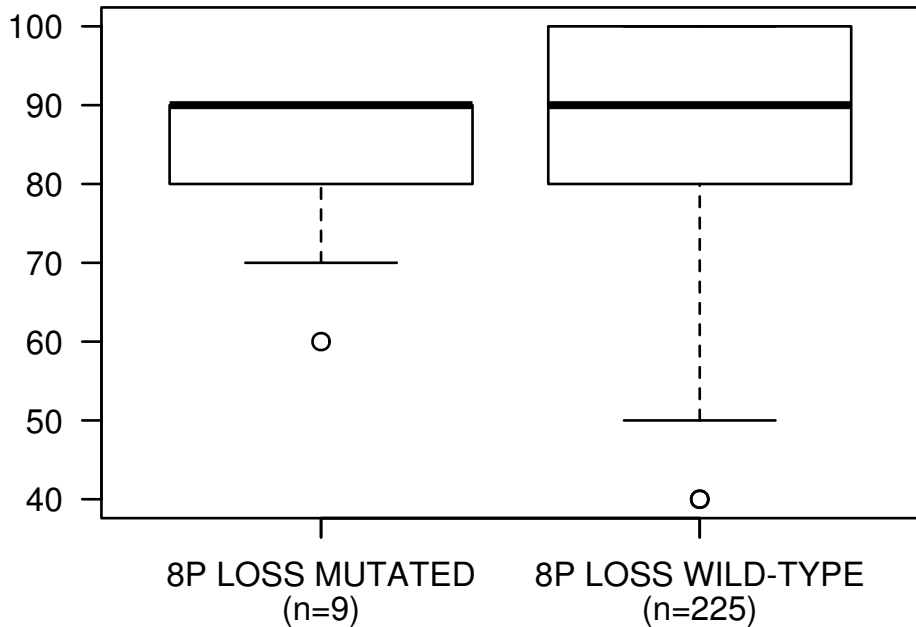 100
90
80
70
60
50
40
8P LOSS MUTATED
(n=9)
8P LOSS WILD-TYPE
(n=225)